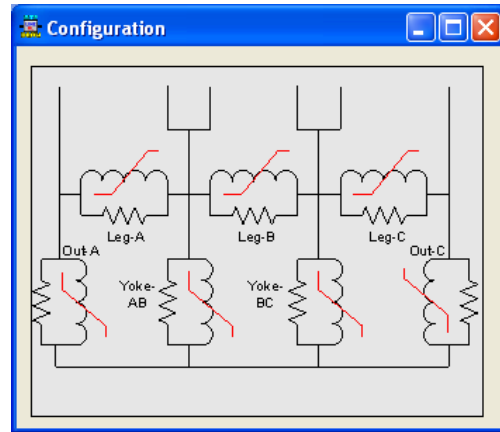 Configuration
Leg-A
Leg-B
Leg-C
Out-A
Out-C
Yoke-
AB
Yoke-
BC